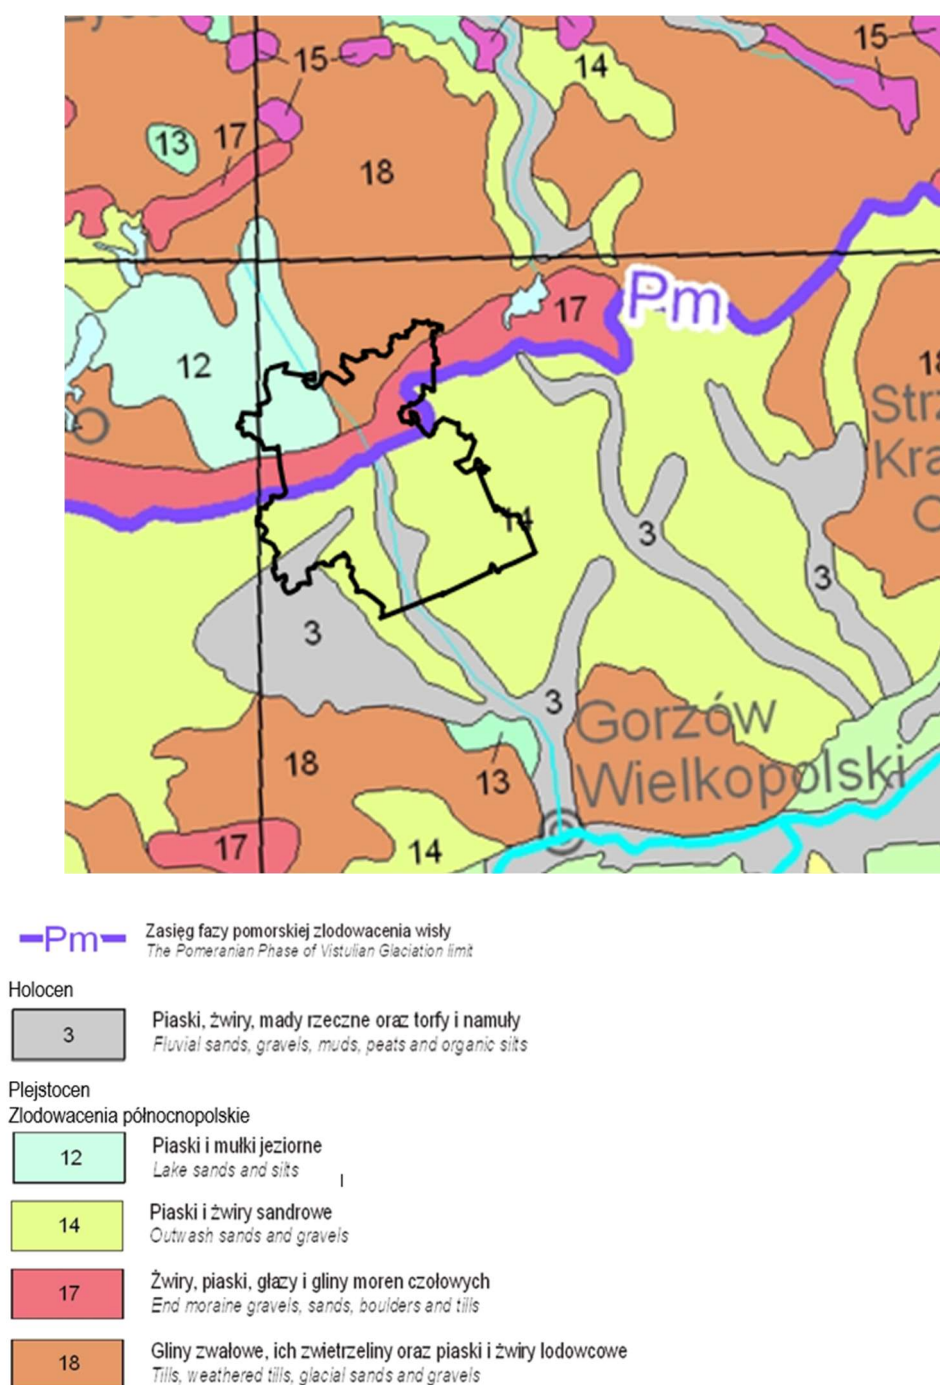 15
15
14
13
17
18
Pm
17
12
18
Strz
Kra
O
14
3
3
3
3
Gorzów
Wielkopolski
18
13
17
14
Pm
Zasięg fazy pomorskiej zlodowacenia wisły
The Pomeranian Phase of Vistulian Glaciation limit
Holocen
3
Piaski, żwiry, mady rzeczne oraz torfy i namuły
Fluvial sands, gravels, muds, peats and organic silts
Plejstocen
Zlodowacenia północnopolskie
12
Piaski i mułki jeziorne
Lake sands and silts
14
Piaski i żwiry sandrowe
Outwash sands and gravels
17
Żwiry, piaski, głazy i gliny moren czołowych
End moraine gravels, sands, boulders and tills
18
Gliny zwałowe, ich zwietrzeliny oraz piaski i żwiry lodowcowe
Tills, weathered tills, glacial sands and gravels